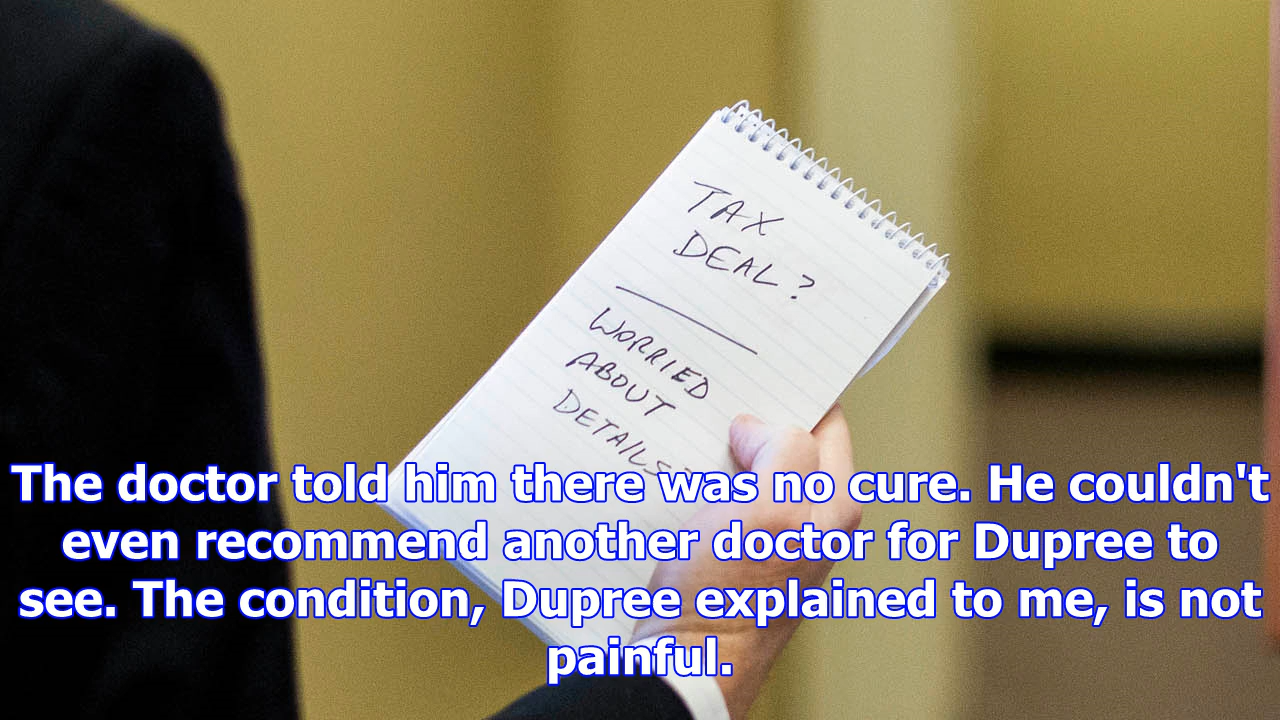 TAX
DEAL?
WORRIED
ABOUT
DETAILS?
The doctor told him there was no cure. He couldn't
even recommend another doctor for Dupree to
see. The condition, Dupree explained to me, is not
painful.